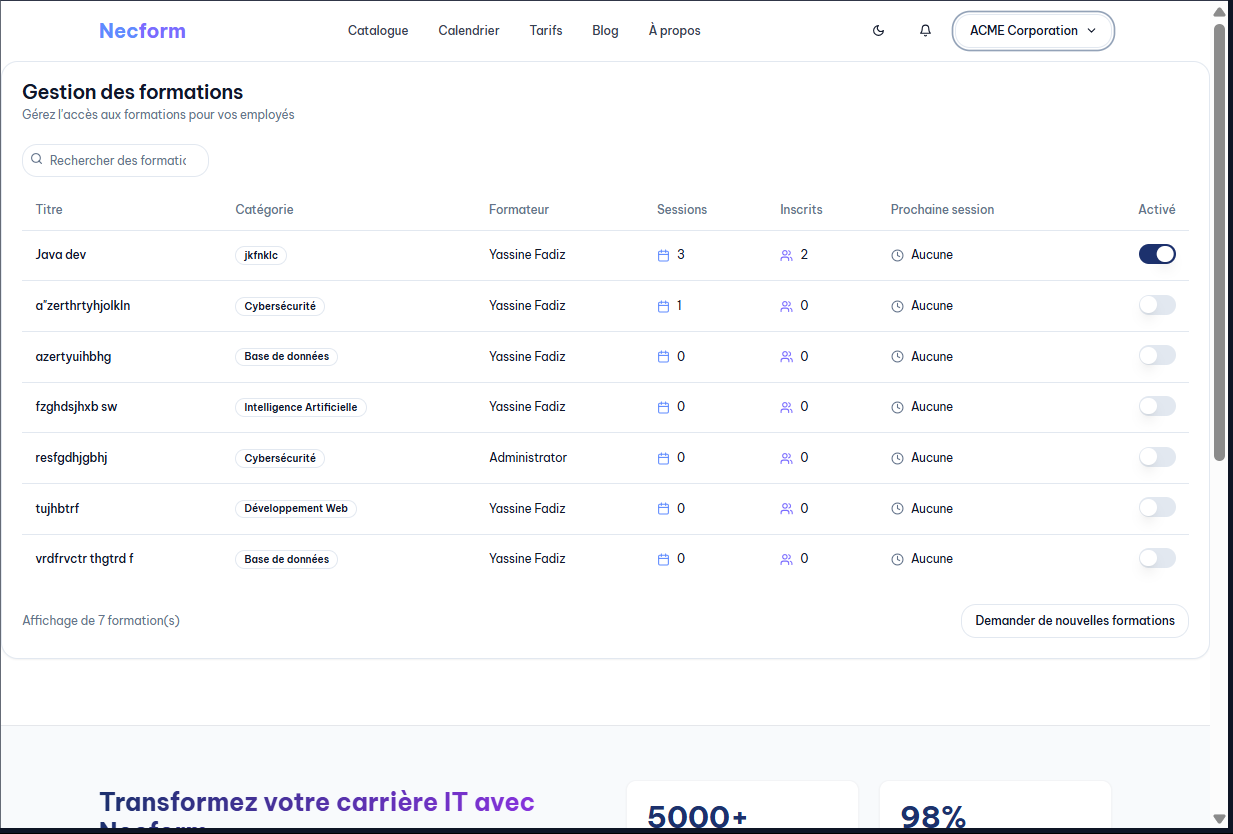 Necform Catalogue Calendrier Tarifs Blog À propos ACME Corporation
Gestion des formations
Gérez l'accès aux formations pour vos employés
Rechercher des formatic
Titre Catégorie Formateur Sessions Inscrits Prochaine session Activé
Java dev jkfnklc Yassine Fadiz 3 2 Aucune
a"zerthrtyhjolkln Cybersécurité Yassine Fadiz 1 0 Aucune
azertyuihbhg Base de données Yassine Fadiz 0 0 Aucune
fzghdsjhxb sw Intelligence Artificielle Yassine Fadiz 0 0 Aucune
resfgdhjgbhj Cybersécurité Administrator 0 0 Aucune
tujhbtrf Développement Web Yassine Fadiz 0 0 Aucune
vrdfrvctr thgtrd f Base de données Yassine Fadiz 0 0 Aucune
Affichage de 7 formation(s) Demander de nouvelles formations
Transformez votre carrière IT avec
Necform
5000+ 98%